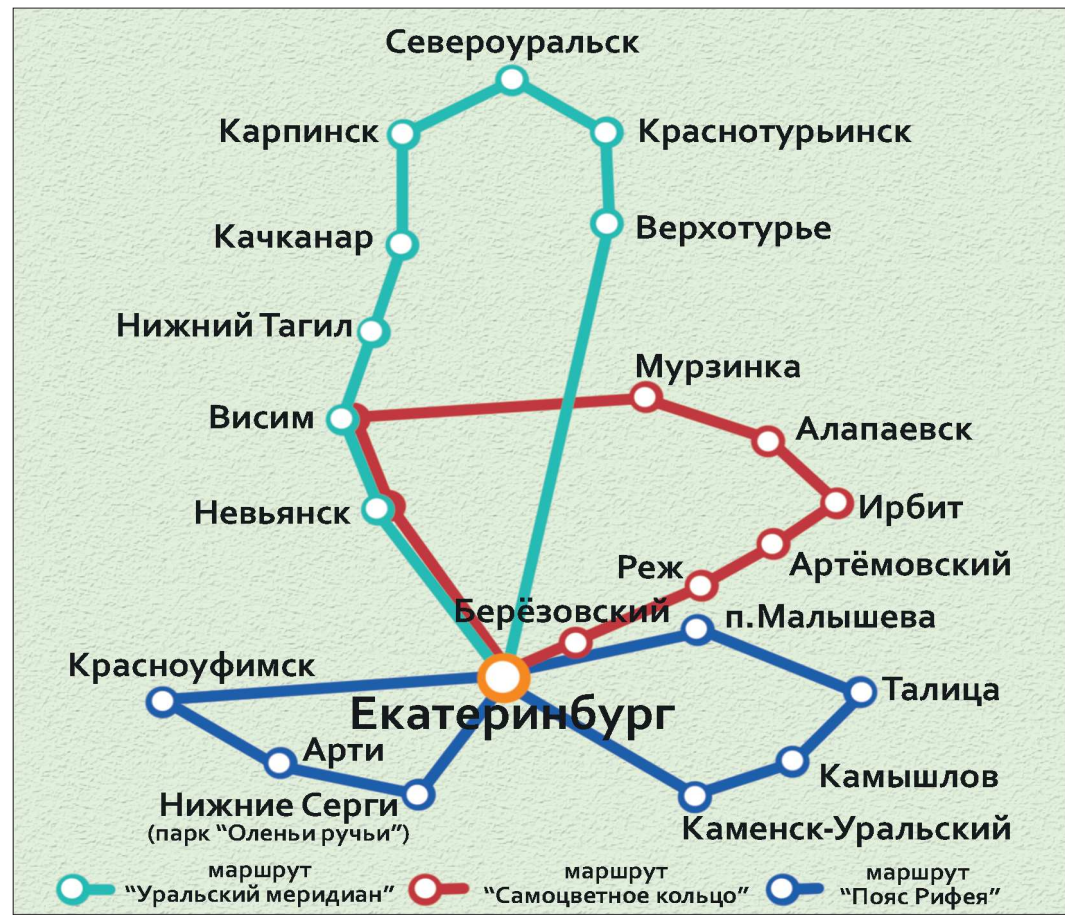 Североуральск
Карпинск
Краснотурьинск
Качканар
Верхотурье
Нижний Тагил
Мурзинка
Висим
Алапаевск
Невьянск
Ирбит
Реж
Артёмовский
Берёзовский
п.Малышева
Красноуфимск
Талица
Екатеринбург
Арти
Камышлов
Нижние Серги
(парк “Оленьи ручьи”)
Каменск-Уральский
маршрут
“Уральский меридиан”
маршрут
“Самоцветное кольцо”
маршрут
“Пояс Рифея”